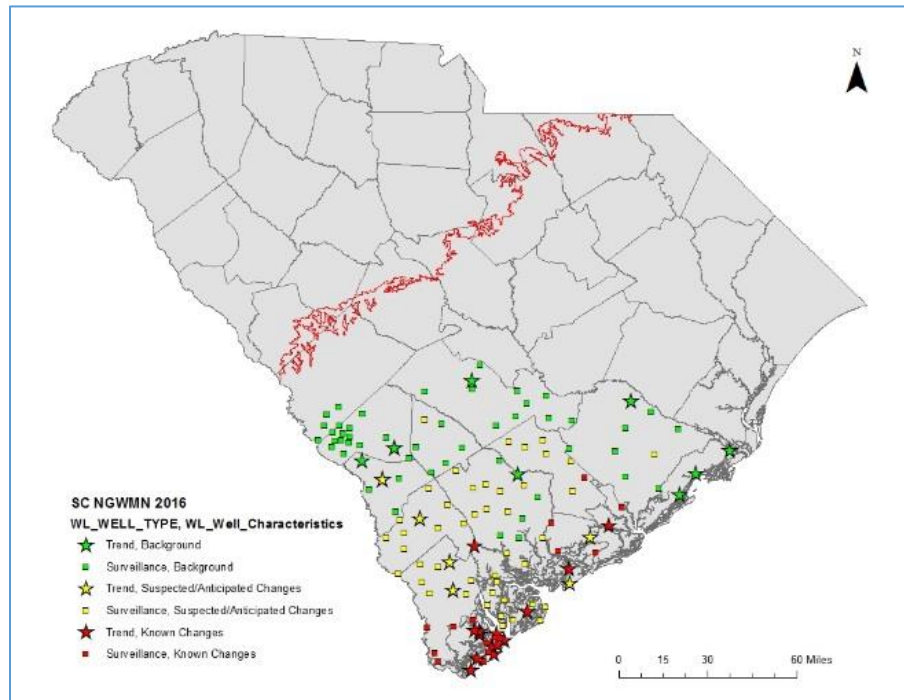 N
SC NGWMN 2016
WL_WELL_TYPE, WL_Well_Characteristics
Trend, Background
Surveillance, Background
Trend, Suspected/Anticipated Changes
Surveillance, Suspected/Anticipated Changes
Trend, Known Changes
Surveillance, Known Changes
0 15 30 60 Miles